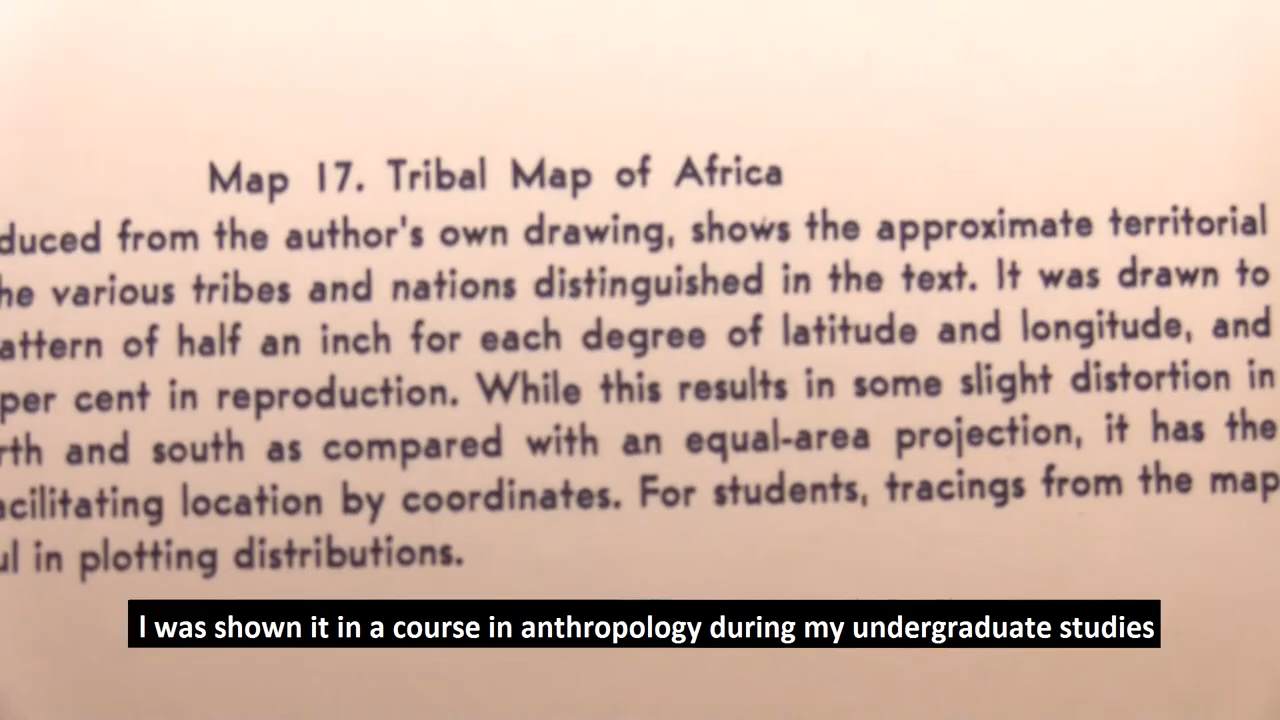 Map 17. Tribal Map of Africa
duced from the author's own drawing, shows the approximate territorial
he various tribes and nations distinguished in the text. It was drawn to
attern of half an inch for each degree of latitude and longitude, and
per cent in reproduction. While this results in some slight distortion in
rth and south as compared with an equal-area projection, it has the
acilitating location by coordinates. For students, tracings from the map
ul in plotting distributions.
I was shown it in a course in anthropology during my undergraduate studies